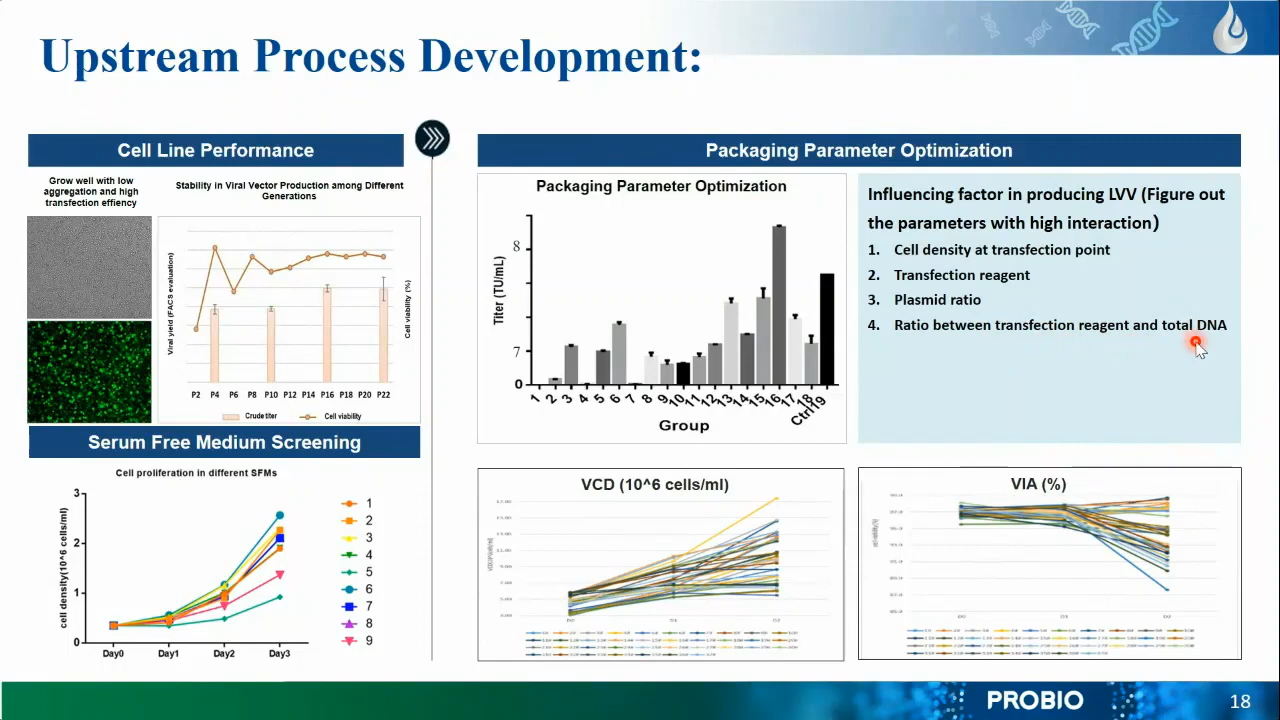 Upstream Process Development:
Cell Line Performance
Grow well with low
aggregation and high
transfection effiency
Stability in Viral Vector Production among Different
Generations
Viral yield (FACS evaluation)
Cell viability (%)
P2 P4 P6 P8 P10 P12 P14 P16 P18 P20 P22
Crude titer Cell viability
Serum Free Medium Screening
Cell proliferation in different SFMs
cell density(10^6 cells/ml)
3
2
1
0
Day0 Day1 Day2 Day3
1
2
3
4
5
6
7
8
9
Packaging Parameter Optimization
Packaging Parameter Optimization
Titer (TU/mL)
8
7
0
1 2 3 4 5 6 7 8 9 10 11 12 13 14 15 16 17 18 Ctrl19
Group
Influencing factor in producing LVV (Figure out
the parameters with high interaction)
1. Cell density at transfection point
2. Transfection reagent
3. Plasmid ratio
4. Ratio between transfection reagent and total DNA
VCD (10^6 cells/ml)
VIA (%)
PROBIO
18